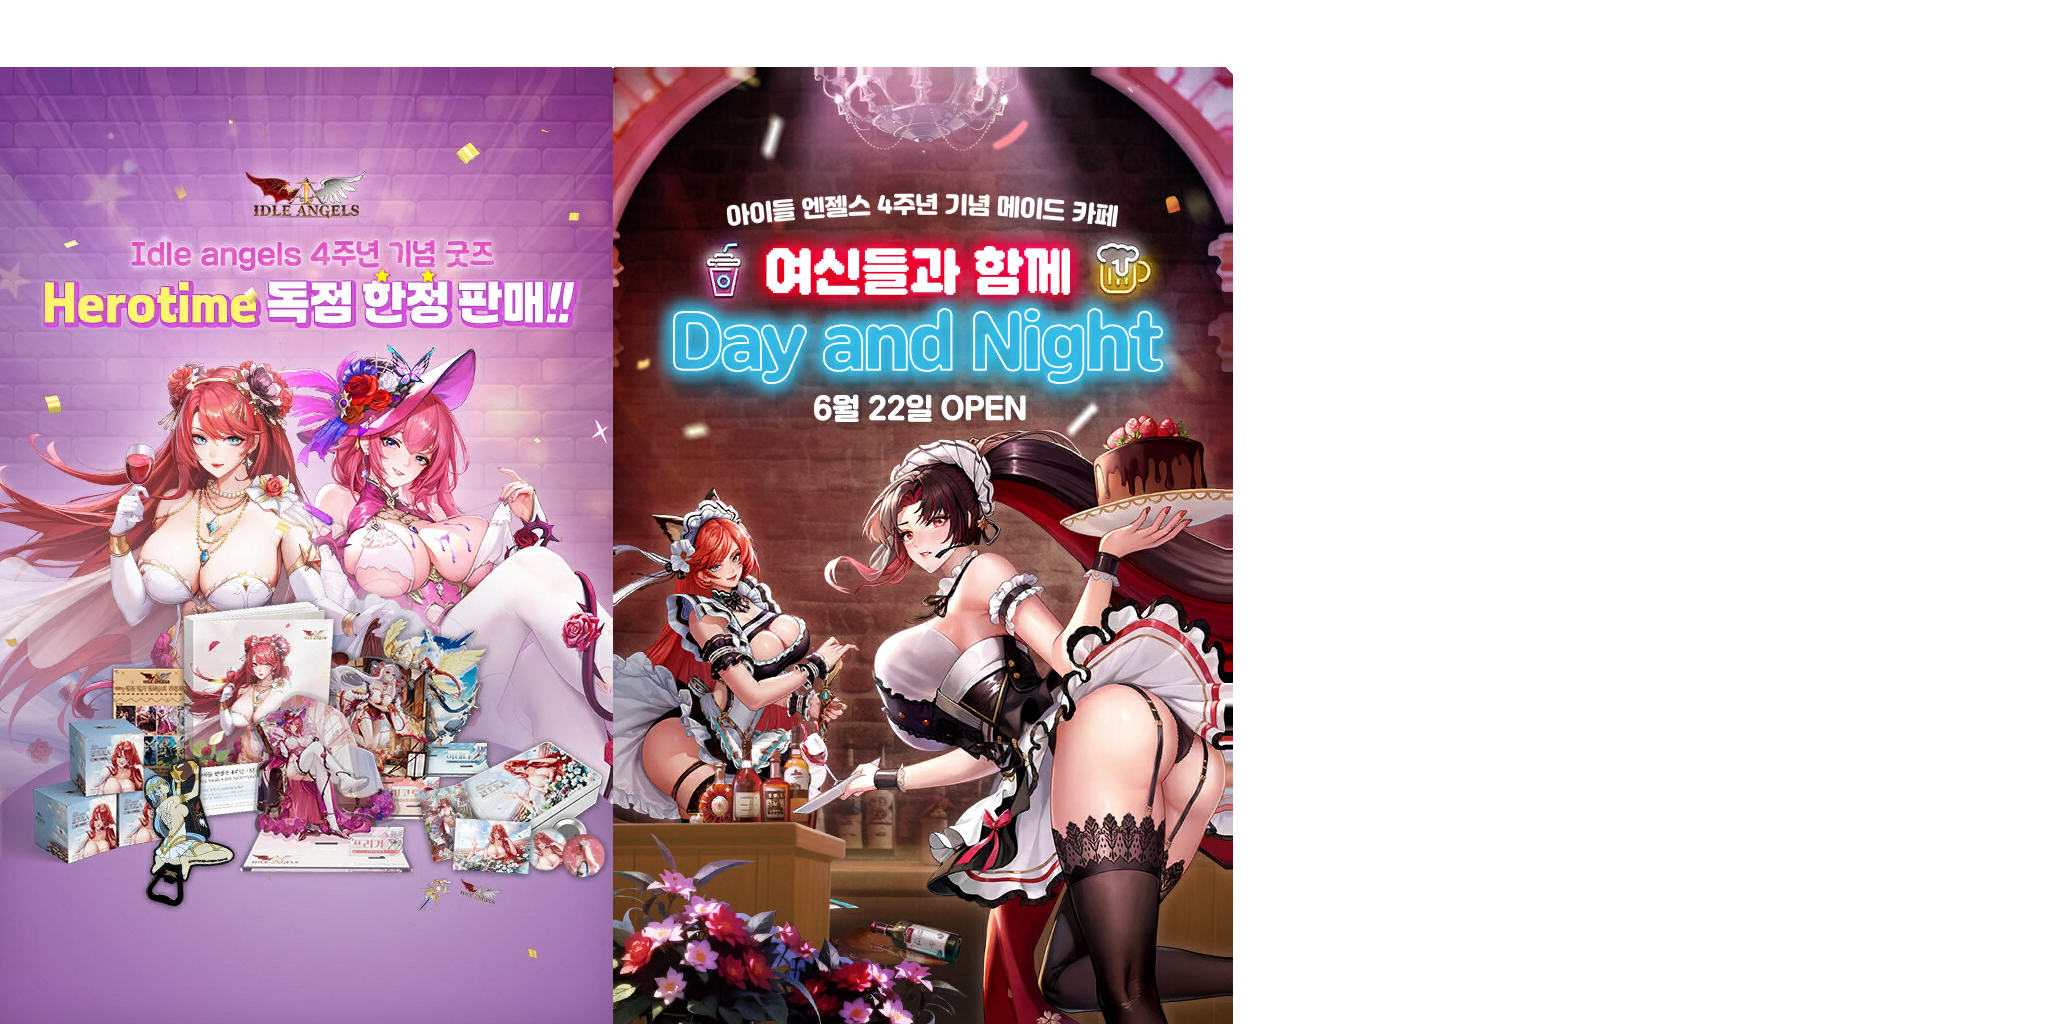 IDLE ANGELS
Idle angels 4주년 기념 굿즈
Herotime 독점 한정 판매!!
IDLE ANGELS
아이들 엔젤스 4주년 기념 메이드 카페
여신들과 함께
Day and Night
6월 22일 OPEN